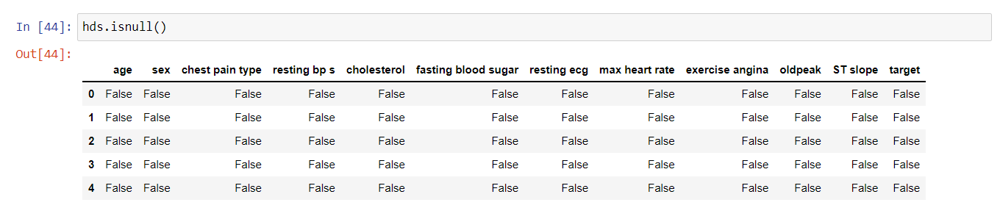 In [44]: hds.isnull()
Out[44]:
age sex chest pain type resting bp s cholesterol fasting blood sugar resting ecg max heart rate exercise angina oldpeak ST slope target
0 False False False False False False False False False False False False
1 False False False False False False False False False False False False
2 False False False False False False False False False False False False
3 False False False False False False False False False False False False
4 False False False False False False False False False False False False